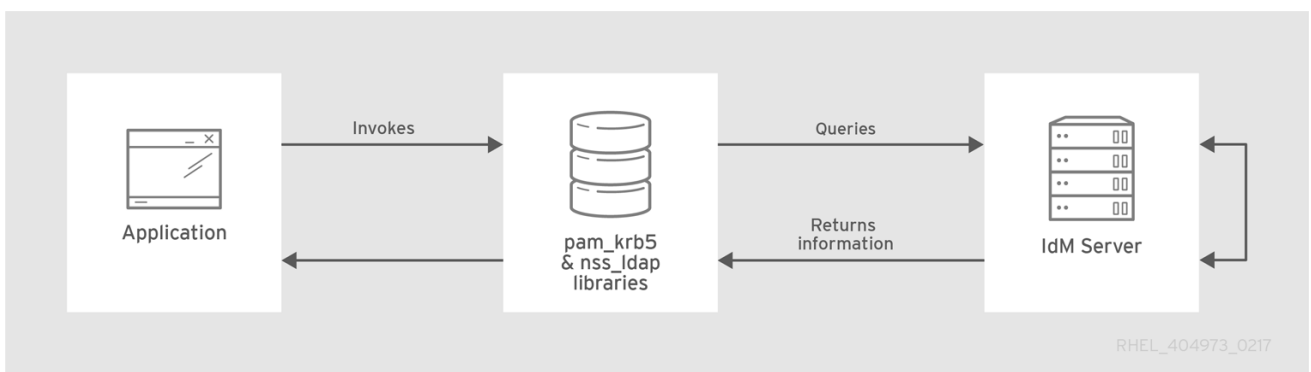 Invokes
Queries
Application
pam_krb5
& nss_ldap
libraries
Returns
information
IdM Server
RHEL_404973_0217